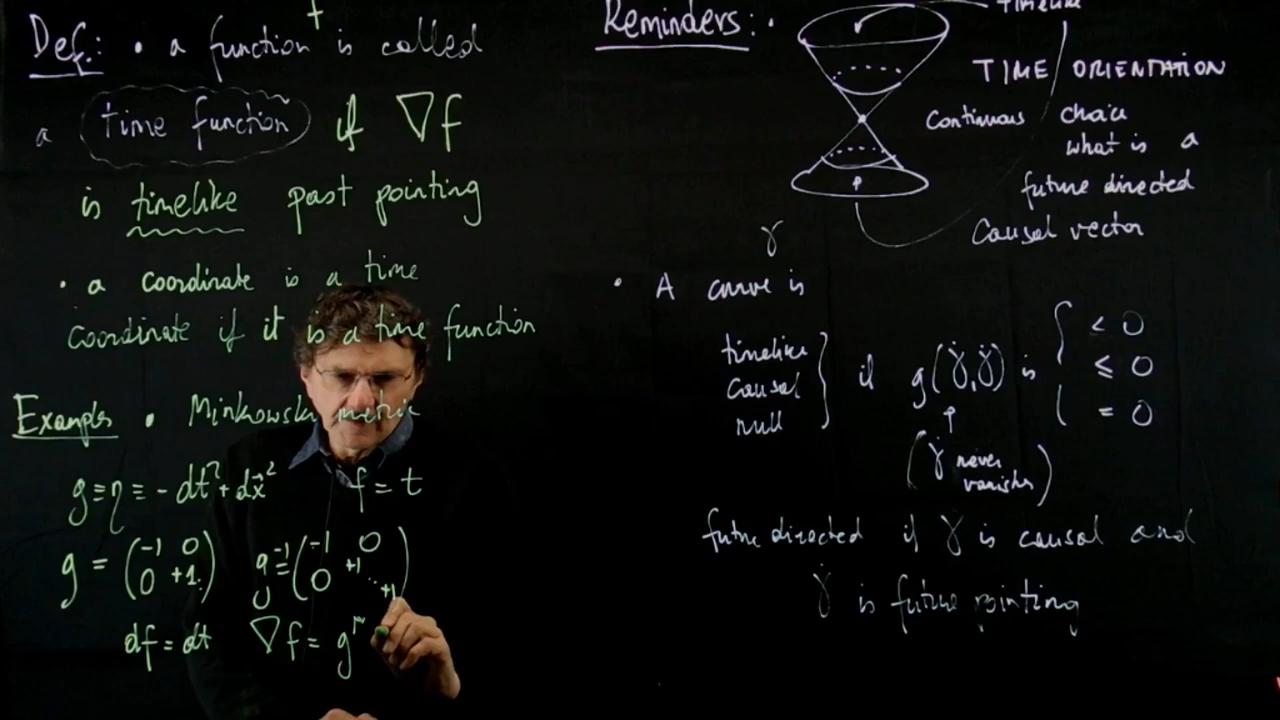 Def: • a function f is called
a time function if ∇f
is timelike past pointing
• a coordinate is a time
coordinate if it is a time function
Examples • Minkowski metric
g ≡ η ≡ - dt² + dx⃗² f = t
g = (-1 0 0 +1) g⁻¹ = (-1 0 0 +1 ⋱ +1)
df = dt ∇f = g^μ
Reminders: •
timelike
TIME ORIENTATION
Continuous choice
what is a
future directed
Causal vector
γ
• A curve is
timelike
causal
null
if g(γ̇, γ̇) is
< 0
≤ 0
= 0
(γ̇ never
vanishes)
future directed if γ is causal and
γ̇ is future pointing